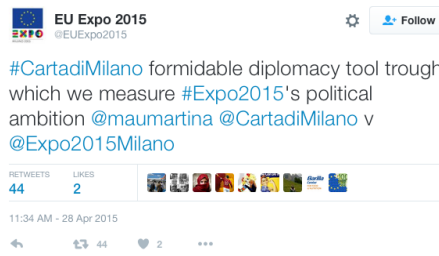 EU Expo 2015
@EUExpo2015
Follow
#CartadiMilano formidable diplomacy tool trough
which we measure #Expo2015's political
ambition @maumartina @CartadiMilano v
@Expo2015Milano
RETWEETS LIKES
44 2
11:34 AM - 28 Apr 2015
44 2